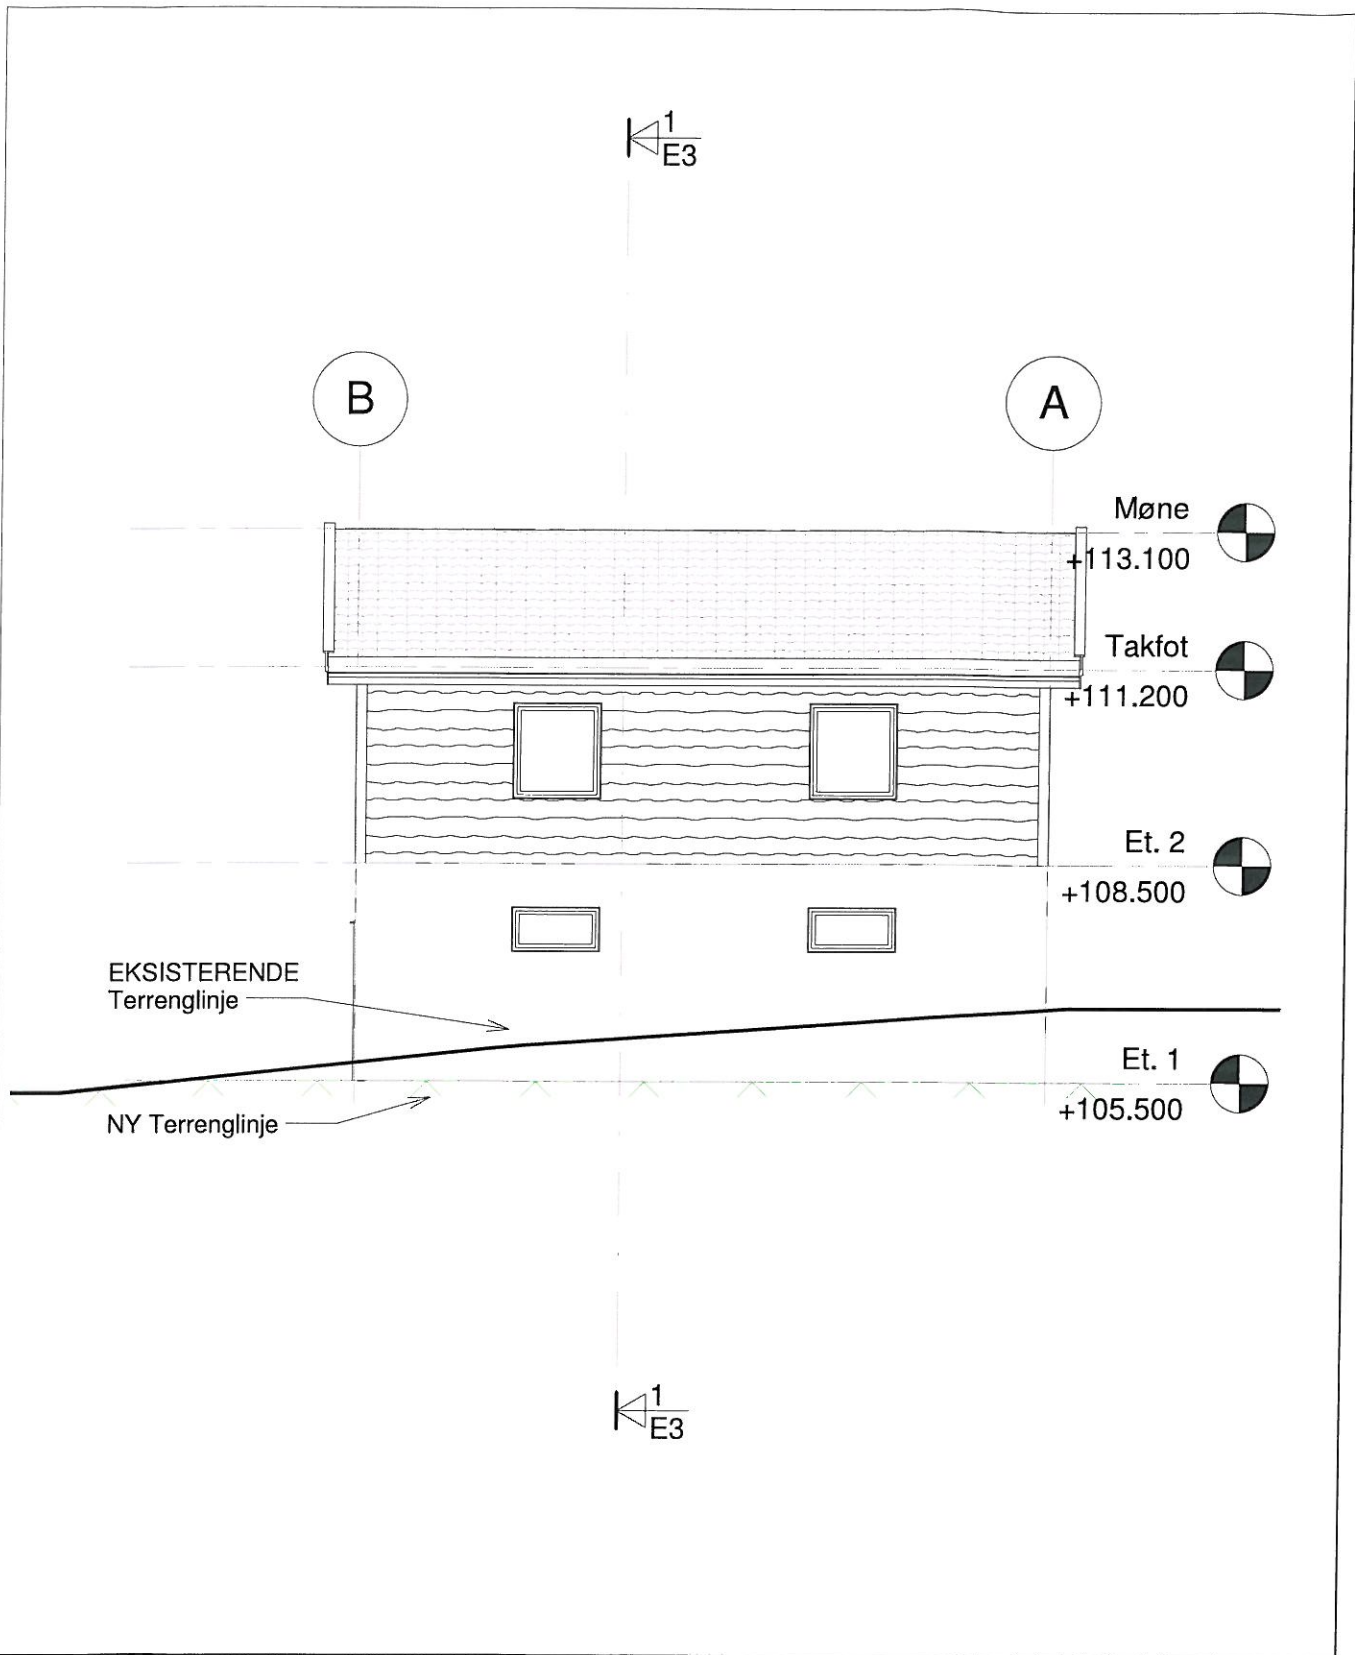 1
E3
B
A
Møne
+113.100
Takfot
+111.200
Et. 2
+108.500
EKSISTERENDE
Terrenglinje
Et. 1
+105.500
NY Terrenglinje
1
E3